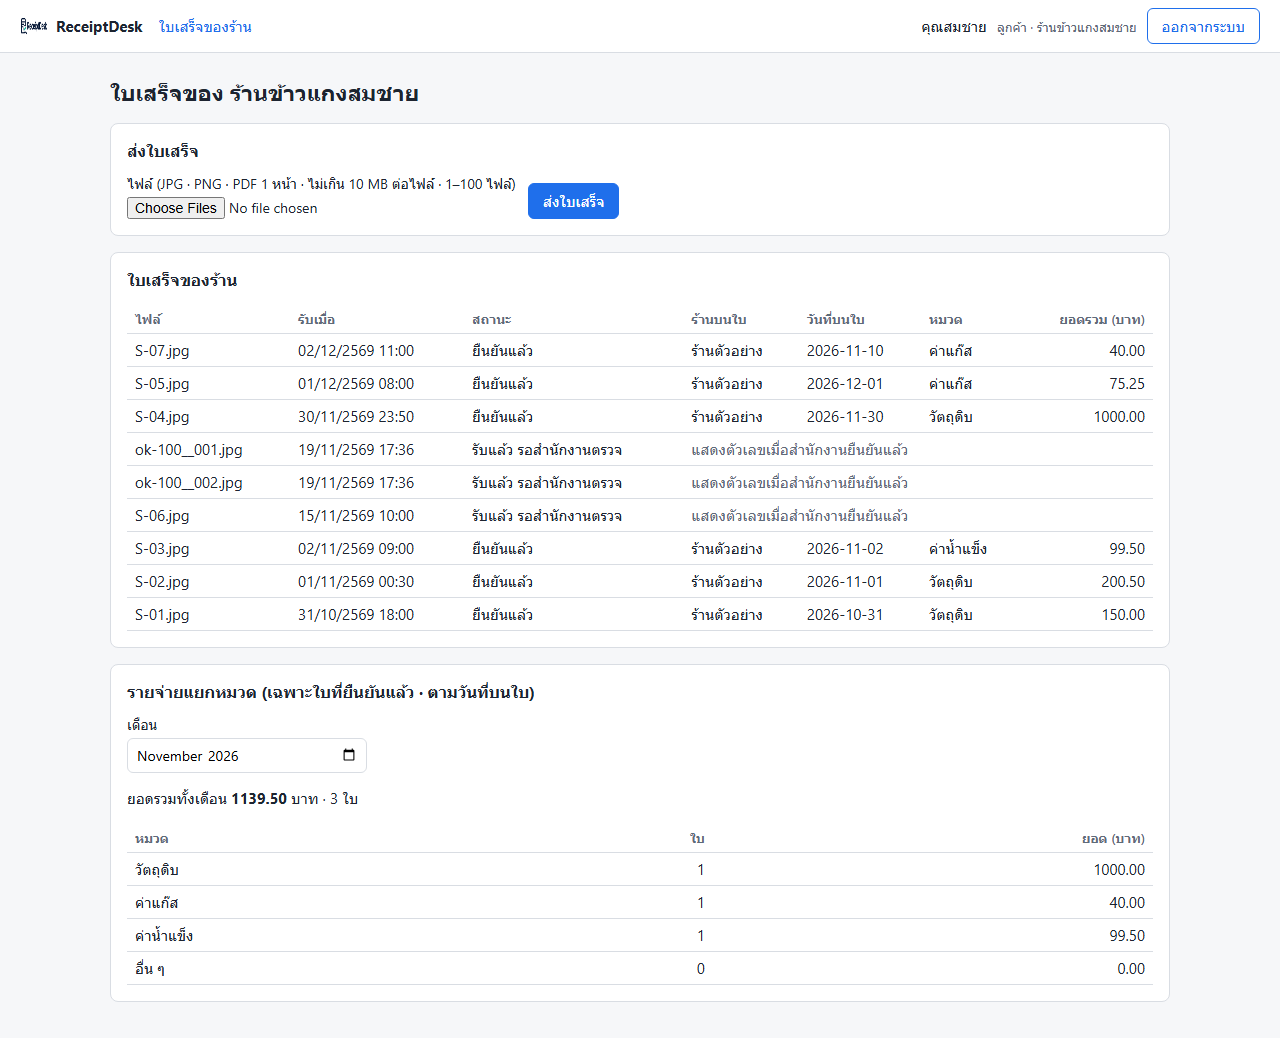 ReceiptDesk ใบเสร็จของร้าน คุณสมชาย ลูกค้า · ร้านข้าวแกงสมชาย ออกจากระบบ
ใบเสร็จของ ร้านข้าวแกงสมชาย
ส่งใบเสร็จ
ไฟล์ (JPG · PNG · PDF 1 หน้า · ไม่เกิน 10 MB ต่อไฟล์ · 1–100 ไฟล์)
Choose Files No file chosen ส่งใบเสร็จ
ใบเสร็จของร้าน
ไฟล์ รับเมื่อ สถานะ ร้านบนใบ วันที่บนใบ หมวด ยอดรวม (บาท)
S-07.jpg 02/12/2569 11:00 ยืนยันแล้ว ร้านตัวอย่าง 2026-11-10 ค่าแก๊ส 40.00
S-05.jpg 01/12/2569 08:00 ยืนยันแล้ว ร้านตัวอย่าง 2026-12-01 ค่าแก๊ส 75.25
S-04.jpg 30/11/2569 23:50 ยืนยันแล้ว ร้านตัวอย่าง 2026-11-30 วัตถุดิบ 1000.00
ok-100__001.jpg 19/11/2569 17:36 รับแล้ว รอสำนักงานตรวจ แสดงตัวเลขเมื่อสำนักงานยืนยันแล้ว
ok-100__002.jpg 19/11/2569 17:36 รับแล้ว รอสำนักงานตรวจ แสดงตัวเลขเมื่อสำนักงานยืนยันแล้ว
S-06.jpg 15/11/2569 10:00 รับแล้ว รอสำนักงานตรวจ แสดงตัวเลขเมื่อสำนักงานยืนยันแล้ว
S-03.jpg 02/11/2569 09:00 ยืนยันแล้ว ร้านตัวอย่าง 2026-11-02 ค่าน้ำแข็ง 99.50
S-02.jpg 01/11/2569 00:30 ยืนยันแล้ว ร้านตัวอย่าง 2026-11-01 วัตถุดิบ 200.50
S-01.jpg 31/10/2569 18:00 ยืนยันแล้ว ร้านตัวอย่าง 2026-10-31 วัตถุดิบ 150.00
รายจ่ายแยกหมวด (เฉพาะใบที่ยืนยันแล้ว · ตามวันที่บนใบ)
เดือน
November 2026
ยอดรวมทั้งเดือน 1139.50 บาท · 3 ใบ
หมวด ใบ ยอด (บาท)
วัตถุดิบ 1 1000.00
ค่าแก๊ส 1 40.00
ค่าน้ำแข็ง 1 99.50
อื่น ๆ 0 0.00